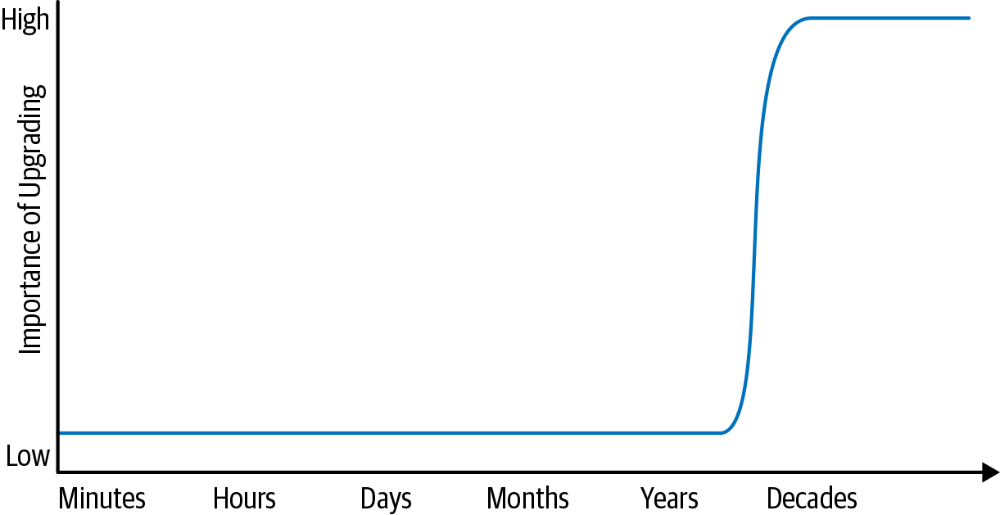 High
Importance of Upgrading
Low
Minutes Hours Days Months Years Decades